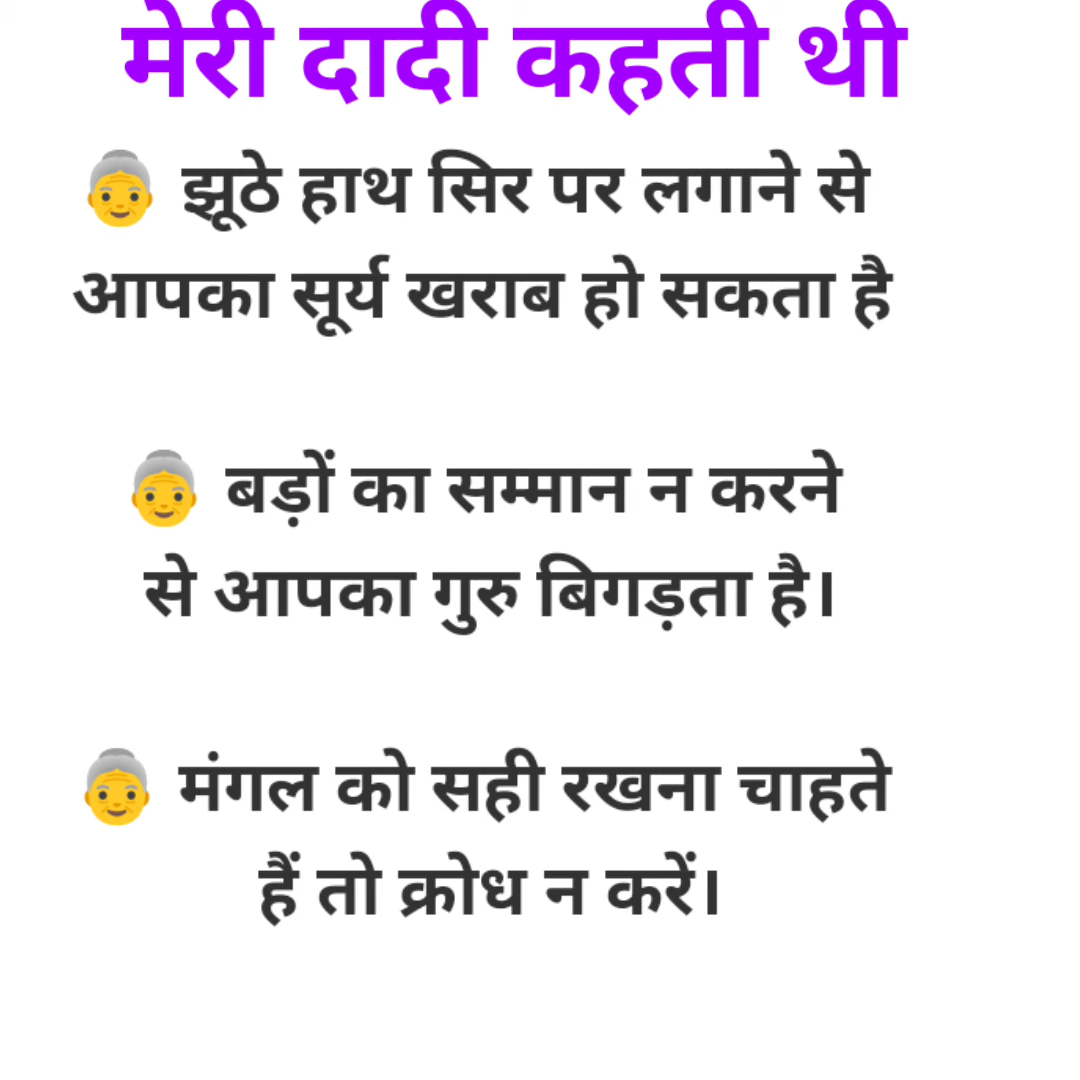 मेरी दादी कहती थी
👵 झूठे हाथ सिर पर लगाने से
आपका सूर्य खराब हो सकता है
👵 बड़ों का सम्मान न करने
से आपका गुरु बिगड़ता है।
👵 मंगल को सही रखना चाहते
हैं तो क्रोध न करें।